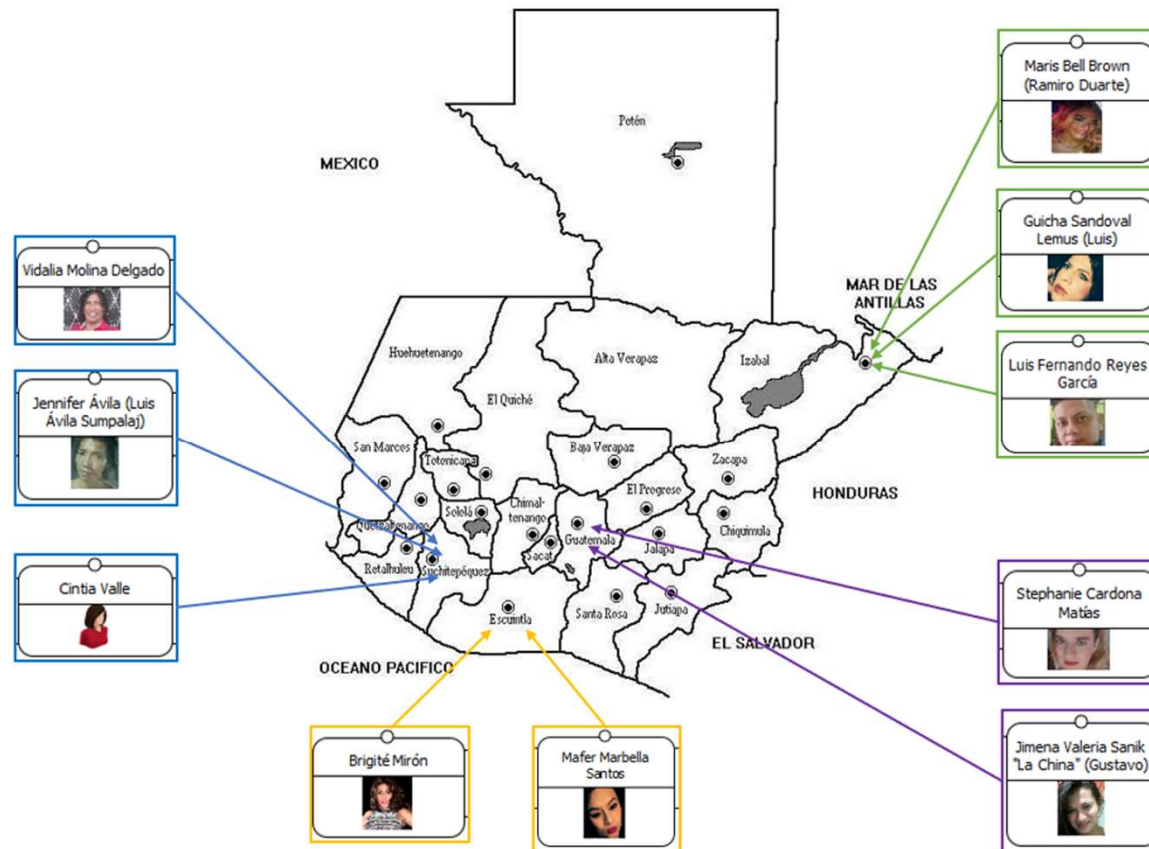 Maris Bell Brown
(Ramiro Duarte)
Petén
MEXICO
Guicha Sandoval
Lemus (Luis)
Vidalia Molina Delgado
MAR DE LAS
ANTILLAS
Huehuetenango
Alta Verapaz
Izabal
Luis Fernando Reyes
García
Jennifer Ávila (Luis
Ávila Sumpalaj)
El Quiché
San Marcos
Baja Verapaz
Totonicapa
Zacapa
El Progreso
HONDURAS
Sololá
Chimal-
tenango
Quetzaltenango
Guatemala
Chiquimula
Sacat
Jalapa
Retalhuleu
Suchitepéquez
Cintia Valle
Stephanie Cardona
Matías
Escuintla
Santa Rosa
Jutiapa
EL SALVADOR
OCEANO PACIFICO
Brigité Mirón
Mafer Marbella
Santos
Jimena Valeria Sanik
"La China" (Gustavo)